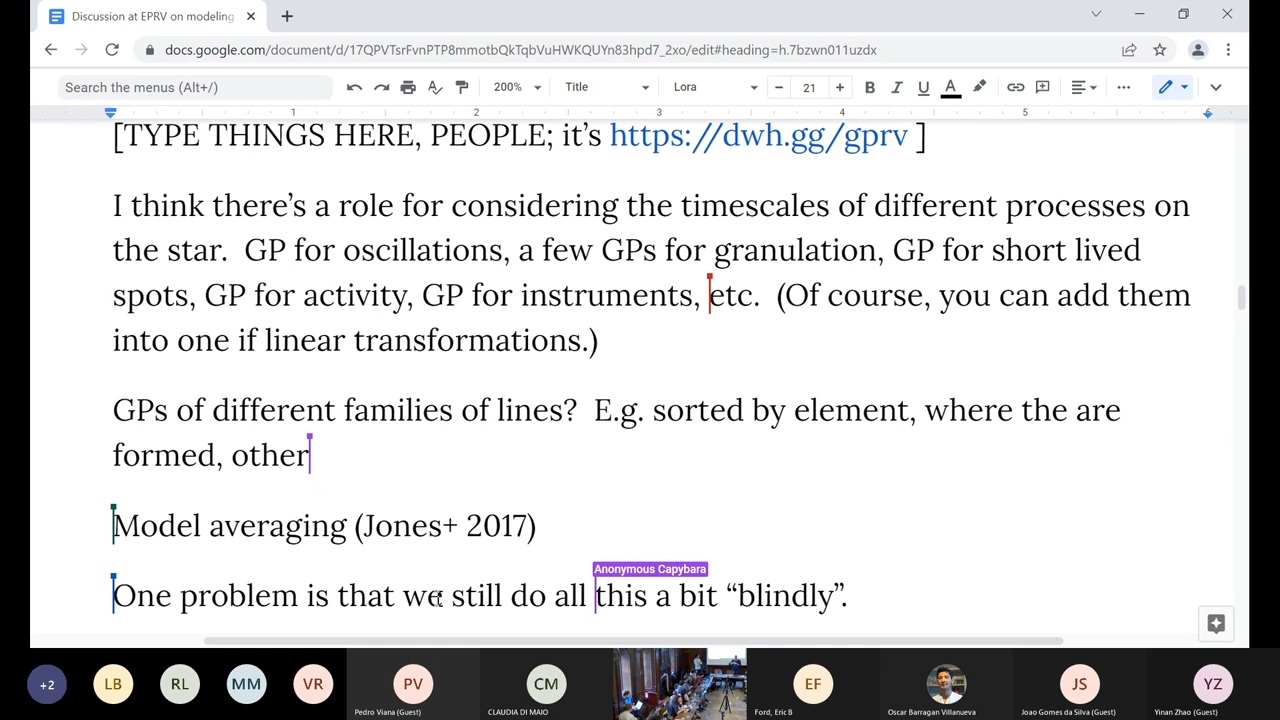 Discussion at EPRV on modeling
docs.google.com/document/d/17QPVTsrFvnPTP8mmotbQkTqbVuHWKQUYn83hpd7_2xo/edit#heading=h.7bzwn011uzdx
Search the menus (Alt+/)
200%
Title
Lora
21
B I U A
1 2 3 4 5 6
[TYPE THINGS HERE, PEOPLE; it's https://dwh.gg/gprv ]
I think there's a role for considering the timescales of different processes on
the star. GP for oscillations, a few GPs for granulation, GP for short lived
spots, GP for activity, GP for instruments, etc. (Of course, you can add them
into one if linear transformations.)
GPs of different families of lines? E.g. sorted by element, where the are
formed, other
Model averaging (Jones+ 2017)
Anonymous Capybara
One problem is that we still do all this a bit “blindly”.
+2
LB
RL
MM
VR
PV
CM
EF
JS
YZ
Pedro Viana (Guest)
CLAUDIA DI MAIO
Ford, Eric B
Oscar Barragan Villanueva
Joao Gomes da Silva (Guest)
Yinan Zhao (Guest)